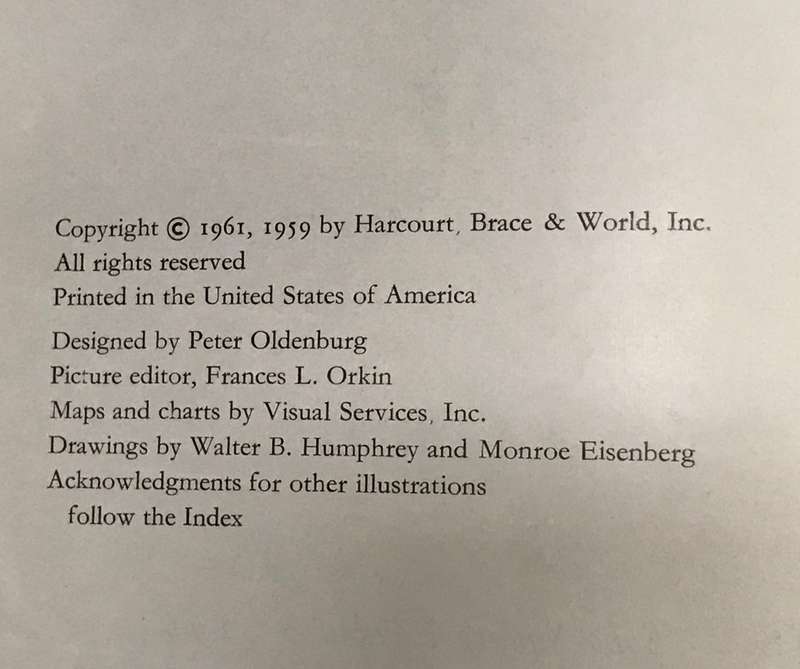 Copyright © 1961, 1959 by Harcourt, Brace & World, Inc.
All rights reserved
Printed in the United States of America
Designed by Peter Oldenburg
Picture editor, Frances L. Orkin
Maps and charts by Visual Services, Inc.
Drawings by Walter B. Humphrey and Monroe Eisenberg
Acknowledgments for other illustrations
follow the Index